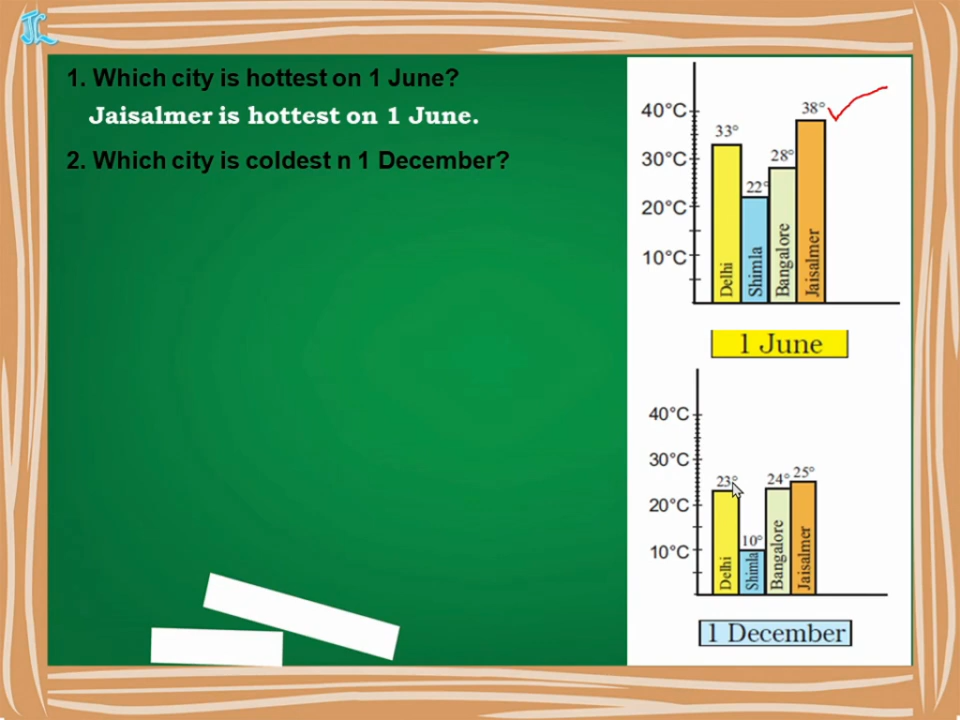 JL
1. Which city is hottest on 1 June?
Jaisalmer is hottest on 1 June.
2. Which city is coldest n 1 December?
40°C
30°C
20°C
10°C
33°
22°
28°
38°
Delhi
Shimla
Bangalore
Jaisalmer
1 June
40°C
30°C
20°C
10°C
23°
10°
24°
25°
Delhi
Shimla
Bangalore
Jaisalmer
1 December